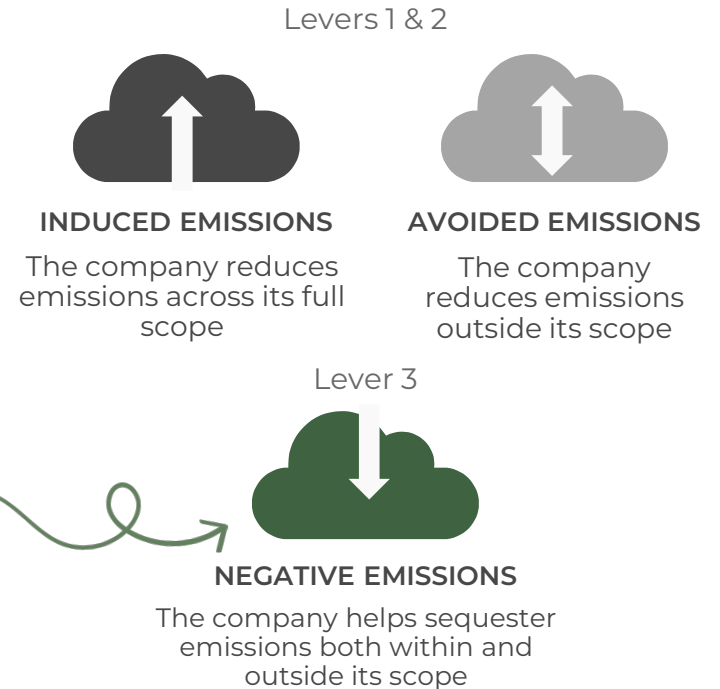 Levers 1 & 2
INDUCED EMISSIONS
The company reduces
emissions across its full
scope
AVOIDED EMISSIONS
The company
reduces emissions
outside its scope
Lever 3
NEGATIVE EMISSIONS
The company helps sequester
emissions both within and
outside its scope